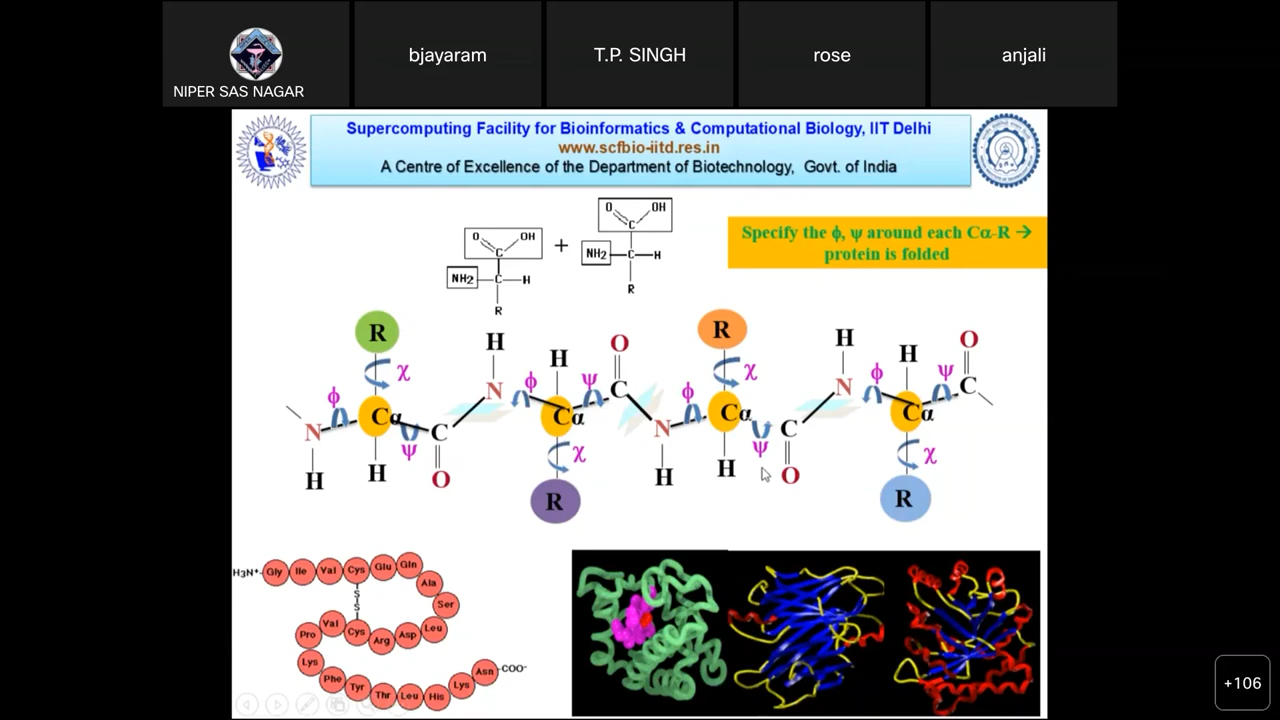 bjayaram
T.P. SINGH
rose
anjali
NIPER SAS NAGAR
Supercomputing Facility for Bioinformatics & Computational Biology, IIT Delhi
www.scfbio-iitd.res.in
A Centre of Excellence of the Department of Biotechnology, Govt. of India
O OH
C
NH2 C H
R
+
O OH
C
NH2 C H
R
Specify the ϕ, ψ around each Cα-R →
protein is folded
R H H O R H H O
χ ϕ ψ χ ϕ ψ
ϕ N C ϕ N C
N Cα C Cα N Cα C Cα
ψ χ ψ χ
H H O R H H O R
H3N+ Gly Ile Val Cys Glu Gln
Ala
S
S
Ser
Pro Val Cys Arg Asp Leu
Lys
Phe Tyr Thr Leu His Lys Asn COO-
+106